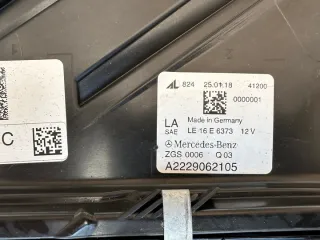 AL 824 25.01.18 41200
0000001
Made in Germany
LA
SAE LE 16 E 6373 12 V
Mercedes-Benz
ZGS 0006 Q 03
A2229062105
C